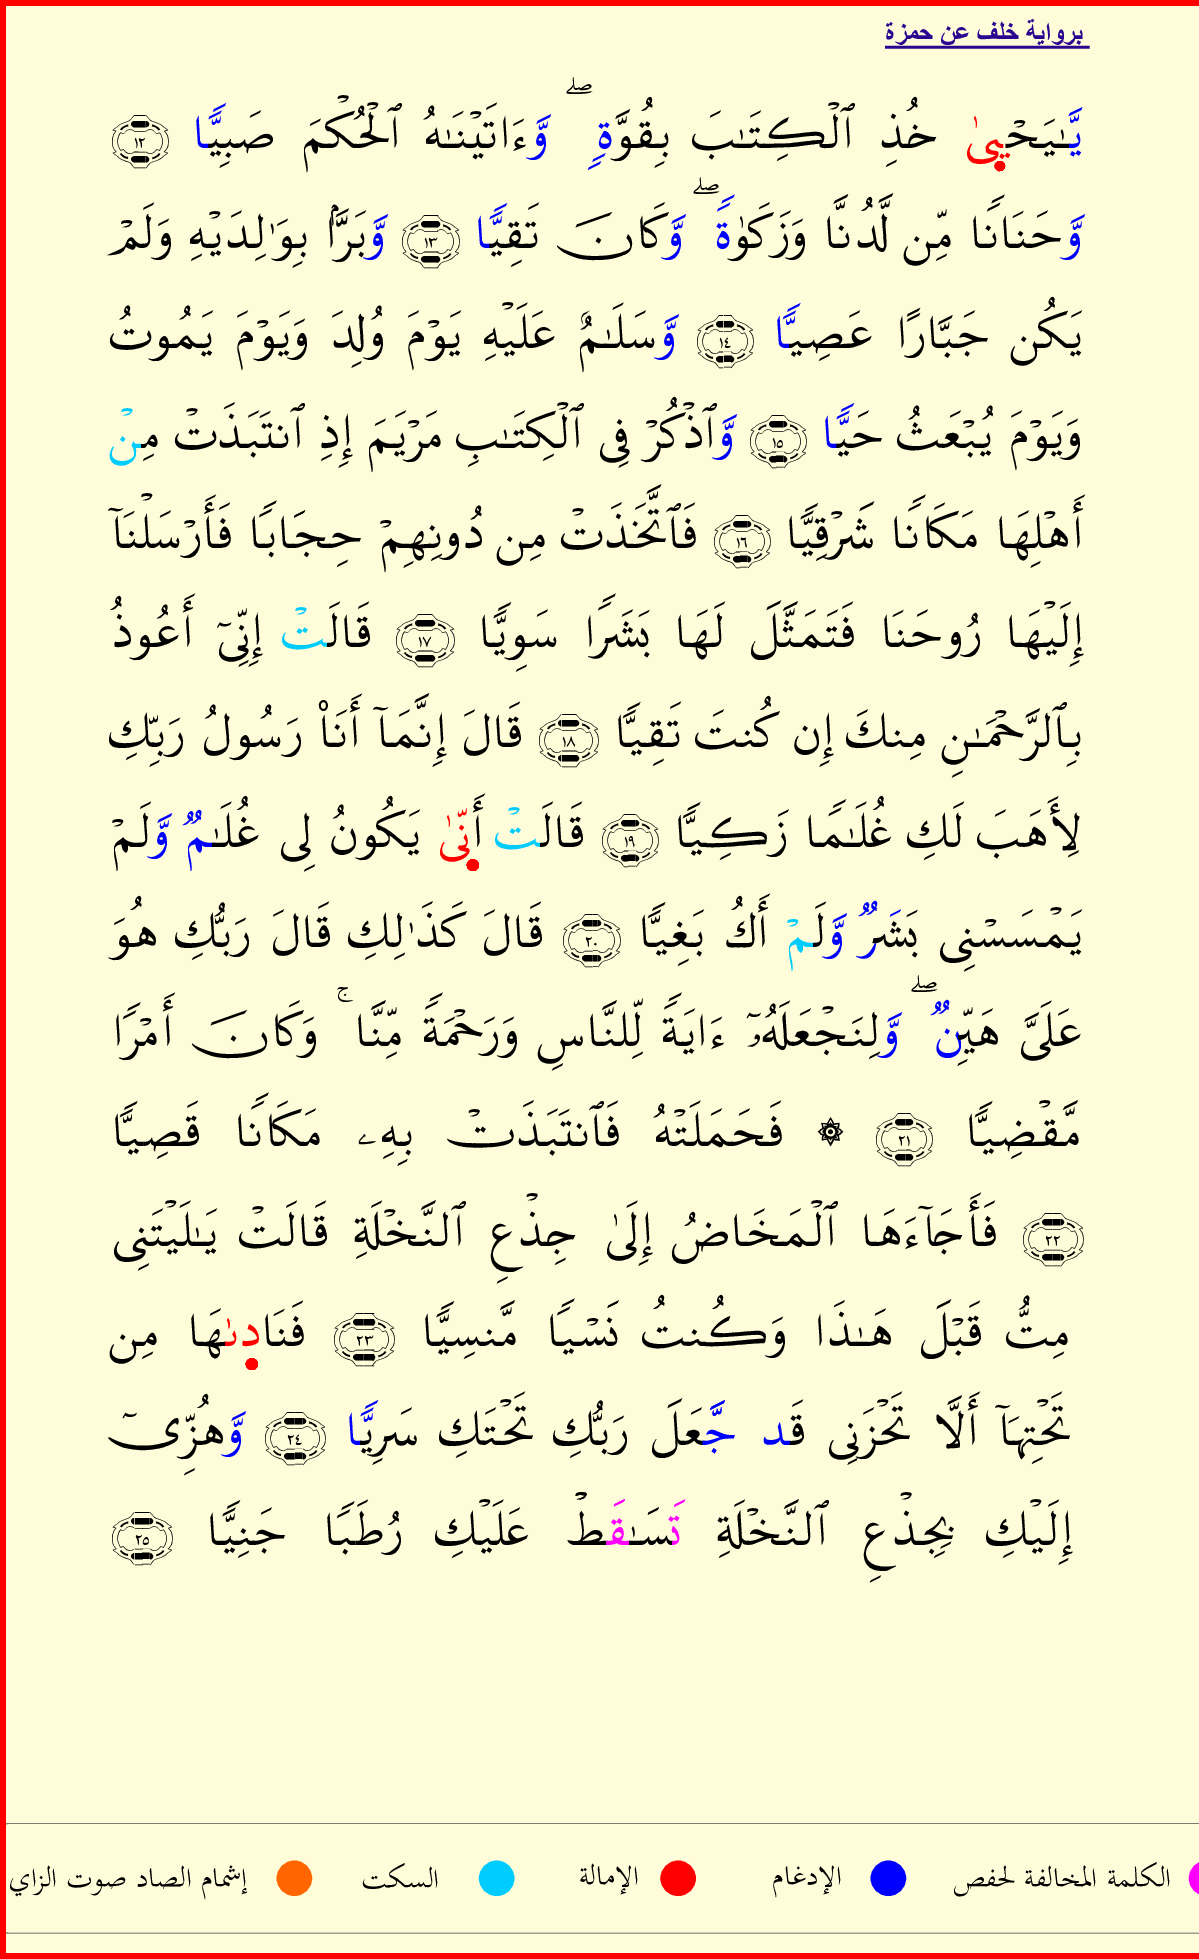 برواية خلف عن حمزة
يَّـٰيَحۡيىٰ خُذِ ٱلۡكِتَـٰبَ بِقُوَّةٖۖ وَّءَاتَيۡنَـٰهُ ٱلۡحُكۡمَ صَبِيّٗا ١٢
وَّحَنَانٗا مِّن لَّدُنَّا وَزَكَوٰةٗۖ وَّكَانَ تَقِيّٗا ١٣ وَّبَرَّۢا بِوَٰلِدَيۡهِ وَلَمۡ
يَكُن جَبَّارًا عَصِيّٗا ١٤ وَّسَلَـٰمٌ عَلَيۡهِ يَوۡمَ وُلِدَ وَيَوۡمَ يَمُوتُ
وَيَوۡمَ يُبۡعَثُ حَيّٗا ١٥ وَّٱذۡكُرۡ فِى ٱلۡكِتَـٰبِ مَرۡيَمَ إِذِ ٱنتَبَذَتۡ مِنۡ
أَهۡلِهَا مَكَانٗا شَرۡقِيّٗا ١٦ فَٱتَّخَذَتۡ مِن دُونِهِمۡ حِجَابٗا فَأَرۡسَلۡنَآ
إِلَيۡهَا رُوحَنَا فَتَمَثَّلَ لَهَا بَشَرٗا سَوِيّٗا ١٧ قَالَتۡ إِنِّىٓ أَعُوذُ
بِٱلرَّحۡمَـٰنِ مِنكَ إِن كُنتَ تَقِيّٗا ١٨ قَالَ إِنَّمَآ أَنَا۠ رَسُولُ رَبِّكِ
لِأَهَبَ لَكِ غُلَـٰمٗا زَكِيّٗا ١٩ قَالَتۡ أَنّىٰ يَكُونُ لِى غُلَـٰمٞ وَّلَمۡ
يَمۡسَسۡنِى بَشَرٞ وَّلَمۡ أَكُ بَغِيّٗا ٢٠ قَالَ كَذَٰلِكِ قَالَ رَبُّكِ هُوَ
عَلَىَّ هَيِّنٞۖ وَّلِنَجۡعَلَهُۥٓ ءَايَةٗ لِّلنَّاسِ وَرَحۡمَةٗ مِّنَّاۚ وَكَانَ أَمۡرٗا
مَّقۡضِيّٗا ٢١ ۞ فَحَمَلَتۡهُ فَٱنتَبَذَتۡ بِهِۦ مَكَانٗا قَصِيّٗا
٢٢ فَأَجَآءَهَا ٱلۡمَخَاضُ إِلَىٰ جِذۡعِ ٱلنَّخۡلَةِ قَالَتۡ يَـٰلَيۡتَنِى
مِتُّ قَبۡلَ هَـٰذَا وَكُنتُ نَسۡيٗا مَّنسِيّٗا ٢٣ فَنَادىٰهَا مِن
تَحۡتِهَآ أَلَّا تَحۡزَنِى قَد جَّعَلَ رَبُّكِ تَحۡتَكِ سَرِيّٗا ٢٤ وَّهُزِّىٓ
إِلَيۡكِ بِجِذۡعِ ٱلنَّخۡلَةِ تَسَـٰقَطۡ عَلَيۡكِ رُطَبٗا جَنِيّٗا ٢٥
الكلمة المخالفة لحفص الإدغام الإمالة السكت إشمام الصاد صوت الزاي